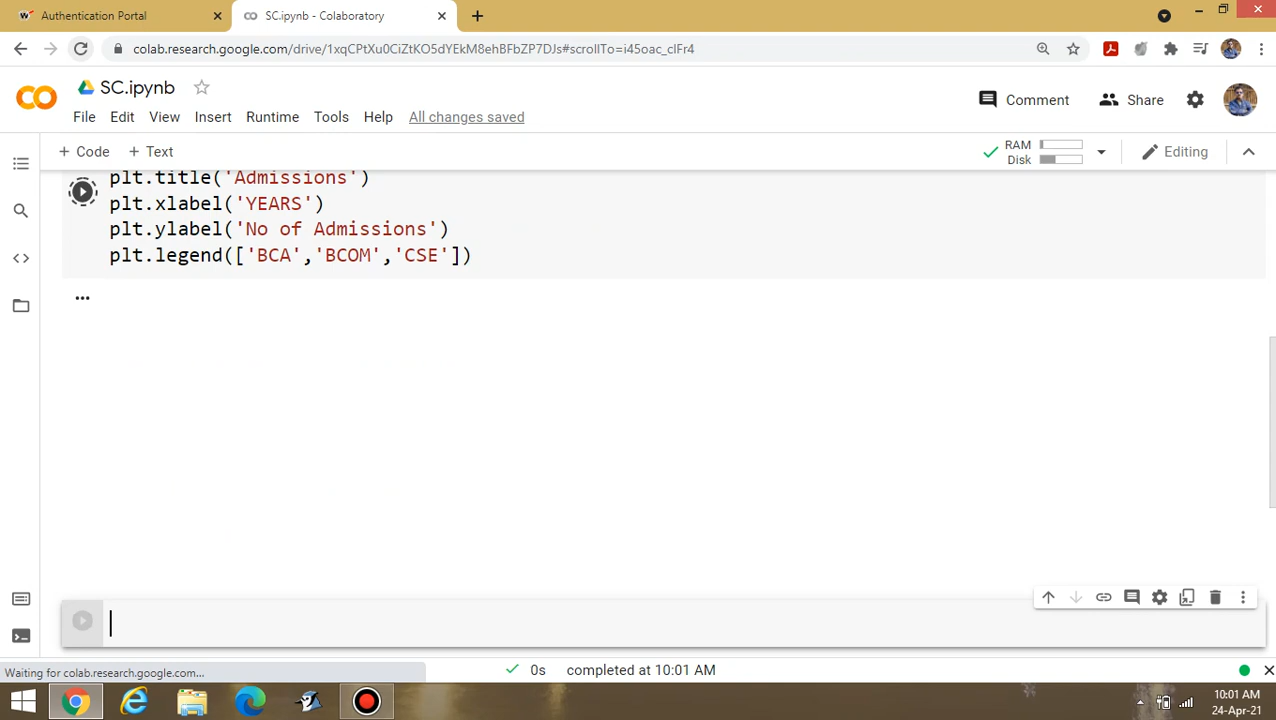 Authentication Portal
SC.ipynb - Colaboratory
colab.research.google.com/drive/1xqCPtXu0CiZtKO5dYEkM8ehBFbZP7DJs#scrollTo=i45oac_cIFr4
SC.ipynb
File Edit View Insert Runtime Tools Help All changes saved
Comment
Share
+ Code + Text
RAM
Disk
Editing
plt.title('Admissions')
plt.xlabel('YEARS')
plt.ylabel('No of Admissions')
plt.legend(['BCA','BCOM','CSE'])
0s completed at 10:01 AM
Waiting for colab.research.google.com...
10:01 AM
24-Apr-21